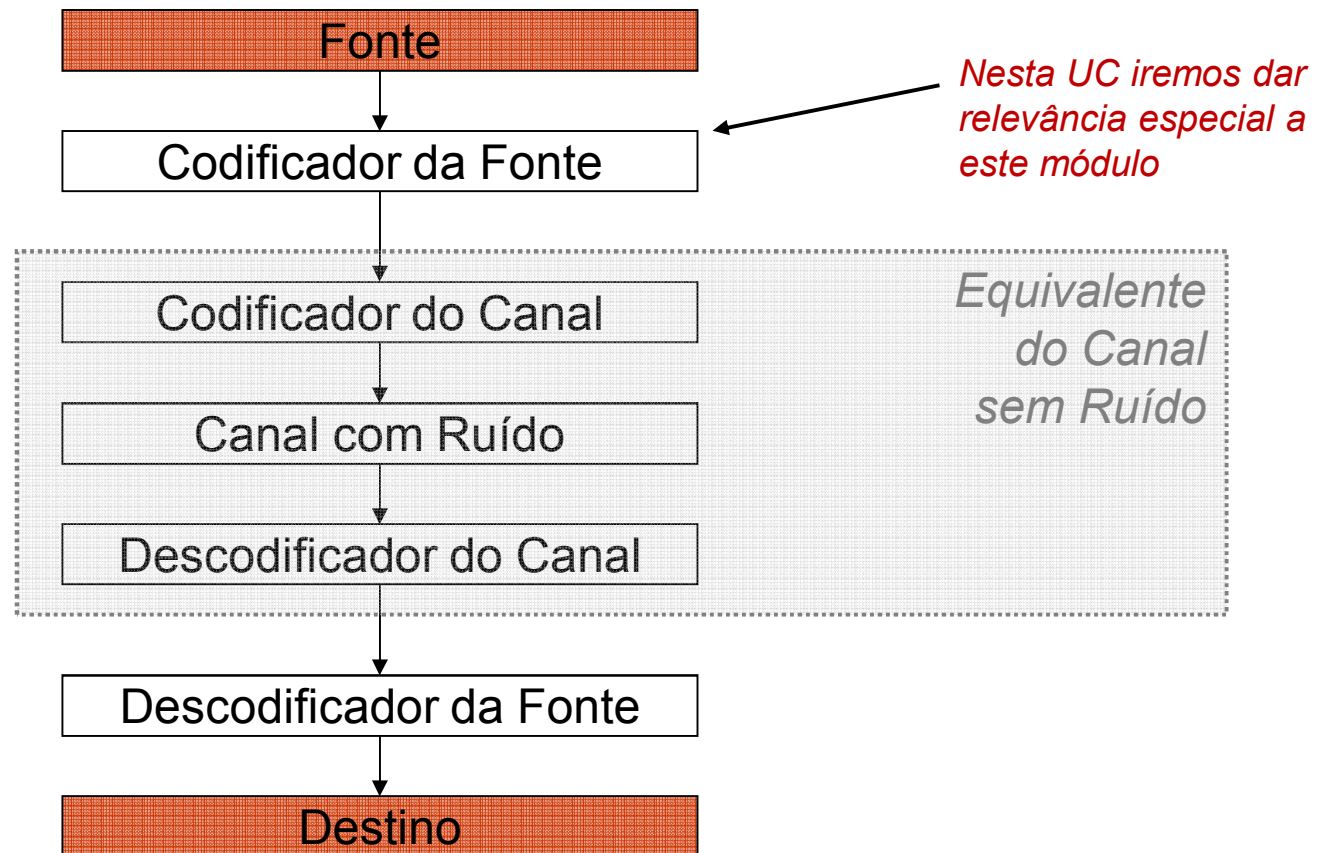 Fonte
Nesta UC iremos dar
relevância especial a
este módulo
Codificador da Fonte
Equivalente
do Canal
sem Ruído
Codificador do Canal
Canal com Ruído
Descodificador do Canal
Descodificador da Fonte
Destino